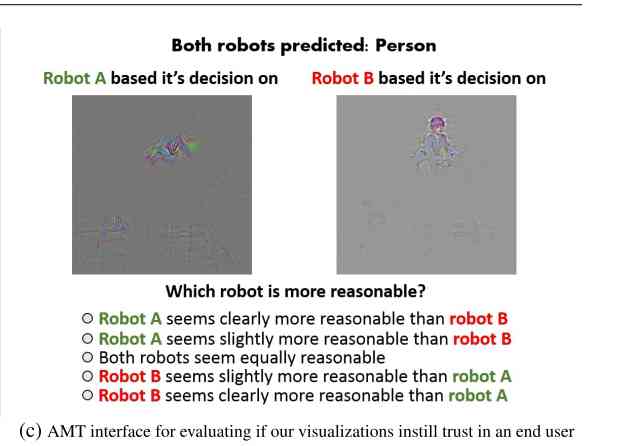 Both robots predicted: Person
Robot A based it's decision on Robot B based it's decision on
Which robot is more reasonable?
Robot A seems clearly more reasonable than robot B
Robot A seems slightly more reasonable than robot B
Both robots seem equally reasonable
Robot B seems slightly more reasonable than robot A
Robot B seems clearly more reasonable than robot A
(c) AMT interface for evaluating if our visualizations instill trust in an end user